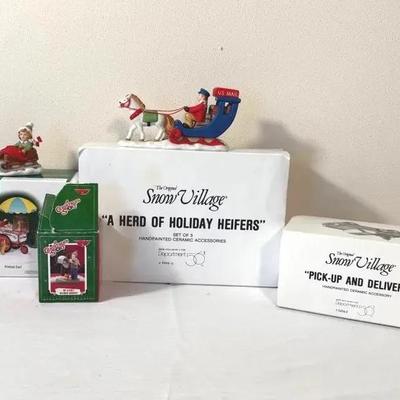 US MAIL
The Original
Snow Village
"A HERD OF HOLIDAY HEIFERS"
SET OF 3
HANDPAINTED CERAMIC ACCESSORIES
Department 56
The Original
Snow Village
"PICK-UP AND DELIVER
HANDPAINTED CERAMIC ACCESSORY
Department 56